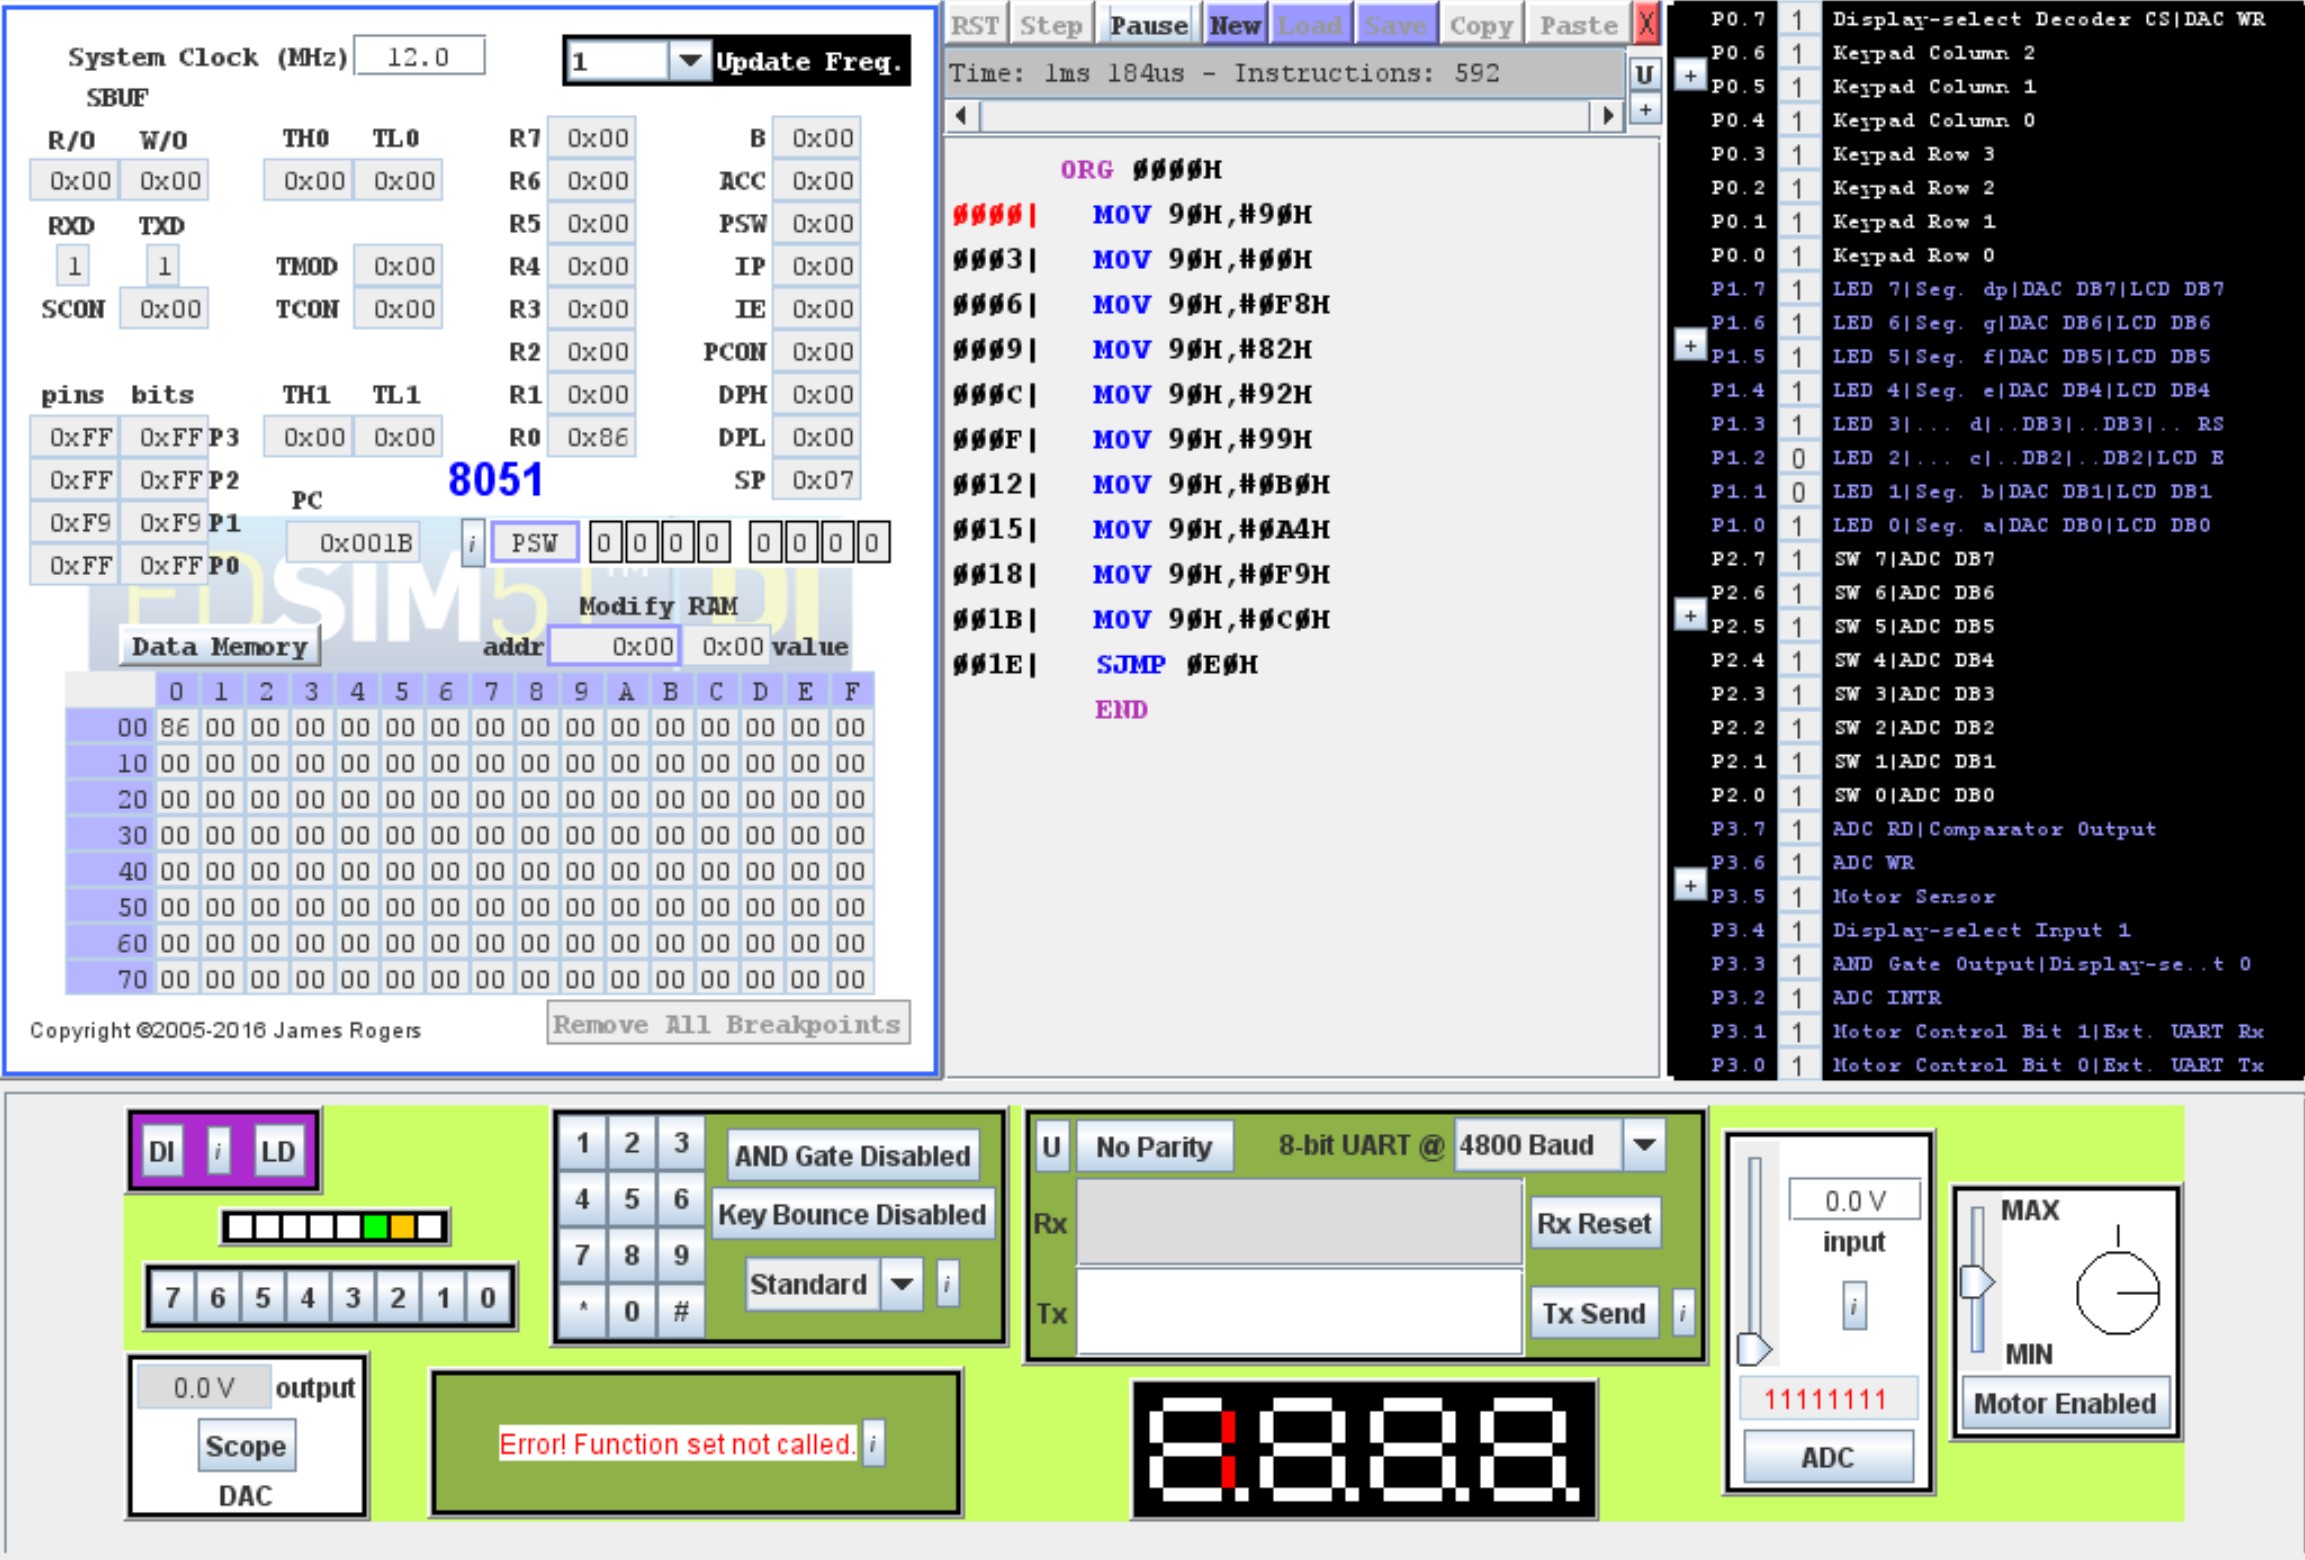 System Clock (MHz) 12.0 1 Update Freq.
SBUF
R/O W/O TH0 TL0 R7 0x00 B 0x00
0x00 0x00 0x00 0x00 R6 0x00 ACC 0x00
RXD TXD R5 0x00 PSW 0x00
1 1 TMOD 0x00 R4 0x00 IP 0x00
SCON 0x00 TCON 0x00 R3 0x00 IE 0x00
R2 0x00 PCON 0x00
pins bits TH1 TL1 R1 0x00 DPH 0x00
0xFF 0xFF P3 0x00 0x00 R0 0x86 DPL 0x00
0xFF 0xFF P2 PC 8051 SP 0x07
0xF9 0xF9 P1 0x001B i PSW 0 0 0 0 0 0 0 0
0xFF 0xFF P0
EDSIM51™ DI
Modify RAM
Data Memory addr 0x00 0x00 value
0 1 2 3 4 5 6 7 8 9 A B C D E F
00 86 00 00 00 00 00 00 00 00 00 00 00 00 00 00 00
10 00 00 00 00 00 00 00 00 00 00 00 00 00 00 00 00
20 00 00 00 00 00 00 00 00 00 00 00 00 00 00 00 00
30 00 00 00 00 00 00 00 00 00 00 00 00 00 00 00 00
40 00 00 00 00 00 00 00 00 00 00 00 00 00 00 00 00
50 00 00 00 00 00 00 00 00 00 00 00 00 00 00 00 00
60 00 00 00 00 00 00 00 00 00 00 00 00 00 00 00 00
70 00 00 00 00 00 00 00 00 00 00 00 00 00 00 00 00
Copyright ©2005-2016 James Rogers Remove All Breakpoints
RST Step Pause New Load Save Copy Paste X
Time: 1ms 184us - Instructions: 592 U
+
ORG 0000H
0000| MOV 90H,#90H
0003| MOV 90H,#00H
0006| MOV 90H,#0F8H
0009| MOV 90H,#82H
000C| MOV 90H,#92H
000F| MOV 90H,#99H
0012| MOV 90H,#0B0H
0015| MOV 90H,#0A4H
0018| MOV 90H,#0F9H
001B| MOV 90H,#0C0H
001E| SJMP 0E0H
END
P0.7 1 Display-select Decoder CS|DAC WR
+ P0.6 1 Keypad Column 2
P0.5 1 Keypad Column 1
P0.4 1 Keypad Column 0
P0.3 1 Keypad Row 3
P0.2 1 Keypad Row 2
P0.1 1 Keypad Row 1
P0.0 1 Keypad Row 0
P1.7 1 LED 7|Seg. dp|DAC DB7|LCD DB7
+ P1.6 1 LED 6|Seg. g|DAC DB6|LCD DB6
P1.5 1 LED 5|Seg. f|DAC DB5|LCD DB5
P1.4 1 LED 4|Seg. e|DAC DB4|LCD DB4
P1.3 1 LED 3|... d|..DB3|..DB3|.. RS
P1.2 0 LED 2|... c|..DB2|..DB2|LCD E
P1.1 0 LED 1|Seg. b|DAC DB1|LCD DB1
P1.0 1 LED 0|Seg. a|DAC DB0|LCD DB0
P2.7 1 SW 7|ADC DB7
+ P2.6 1 SW 6|ADC DB6
P2.5 1 SW 5|ADC DB5
P2.4 1 SW 4|ADC DB4
P2.3 1 SW 3|ADC DB3
P2.2 1 SW 2|ADC DB2
P2.1 1 SW 1|ADC DB1
P2.0 1 SW 0|ADC DB0
P3.7 1 ADC RD|Comparator Output
+ P3.6 1 ADC WR
P3.5 1 Motor Sensor
P3.4 1 Display-select Input 1
P3.3 1 AND Gate Output|Display-se..t 0
P3.2 1 ADC INTR
P3.1 1 Motor Control Bit 1|Ext. UART Rx
P3.0 1 Motor Control Bit 0|Ext. UART Tx
DI i LD
7 6 5 4 3 2 1 0
0.0 V output
Scope
DAC
1 2 3 AND Gate Disabled
4 5 6 Key Bounce Disabled
7 8 9 Standard i
* 0 #
Error! Function set not called. i
U No Parity 8-bit UART @ 4800 Baud
Rx Rx Reset
Tx Tx Send i
1.8.8.8.
0.0 V
input
i
11111111
ADC
MAX
MIN
Motor Enabled